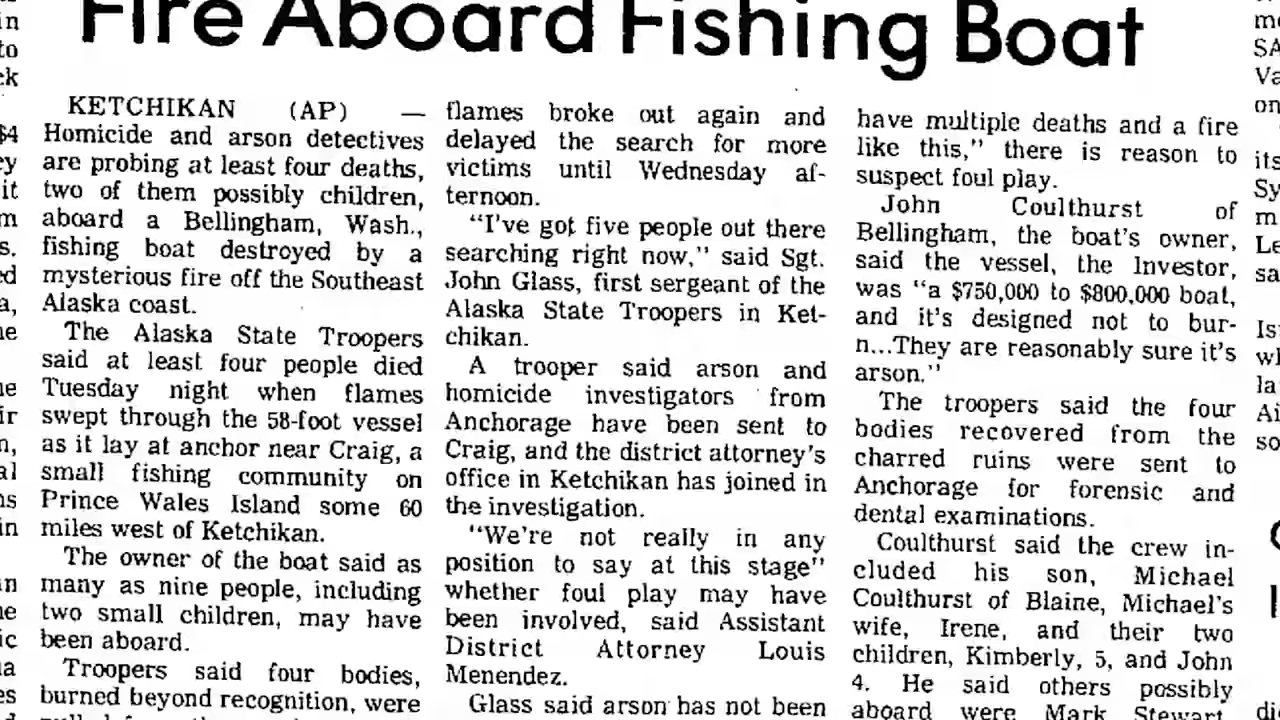 Fire Aboard Fishing Boat
KETCHIKAN (AP) —
Homicide and arson detectives
are probing at least four deaths,
two of them possibly children,
aboard a Bellingham, Wash.,
fishing boat destroyed by a
mysterious fire off the Southeast
Alaska coast.
The Alaska State Troopers
said at least four people died
Tuesday night when flames
swept through the 58-foot vessel
as it lay at anchor near Craig, a
small fishing community on
Prince Wales Island some 60
miles west of Ketchikan.
The owner of the boat said as
many as nine people, including
two small children, may have
been aboard.
Troopers said four bodies,
burned beyond recognition, were
flames broke out again and
delayed the search for more
victims until Wednesday af-
ternoon.
"I've got five people out there
searching right now," said Sgt.
John Glass, first sergeant of the
Alaska State Troopers in Ket-
chikan.
A trooper said arson and
homicide investigators from
Anchorage have been sent to
Craig, and the district attorney's
office in Ketchikan has joined in
the investigation.
"We're not really in any
position to say at this stage"
whether foul play may have
been involved, said Assistant
District Attorney Louis
Menendez.
Glass said arson has not been
have multiple deaths and a fire
like this," there is reason to
suspect foul play.
John Coulthurst of
Bellingham, the boat's owner,
said the vessel, the Investor,
was "a $750,000 to $800,000 boat,
and it's designed not to bur-
n...They are reasonably sure it's
arson."
The troopers said the four
bodies recovered from the
charred ruins were sent to
Anchorage for forensic and
dental examinations.
Coulthurst said the crew in-
cluded his son, Michael
Coulthurst of Blaine, Michael's
wife, Irene, and their two
children, Kimberly, 5, and John
4. He said others possibly
aboard were Mark Stewart,